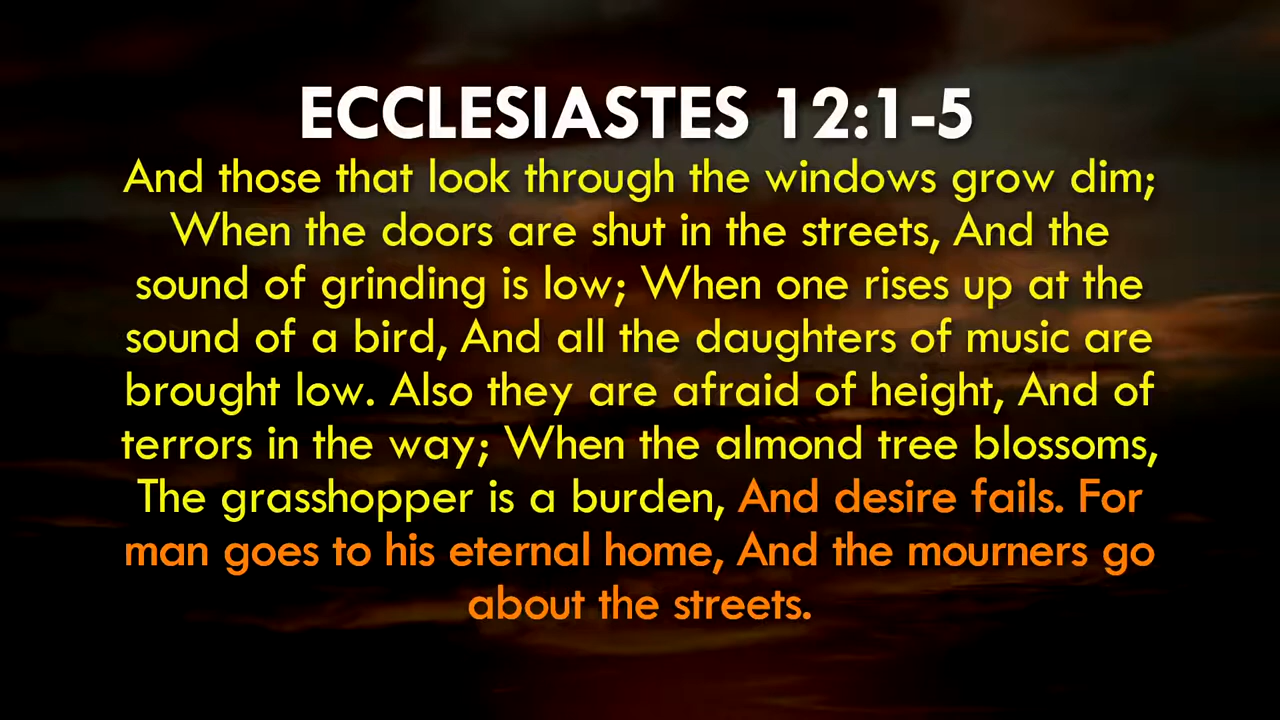 ECCLESIASTES 12:1-5
And those that look through the windows grow dim;
When the doors are shut in the streets, And the
sound of grinding is low; When one rises up at the
sound of a bird, And all the daughters of music are
brought low. Also they are afraid of height, And of
terrors in the way; When the almond tree blossoms,
The grasshopper is a burden, And desire fails. For
man goes to his eternal home, And the mourners go
about the streets.